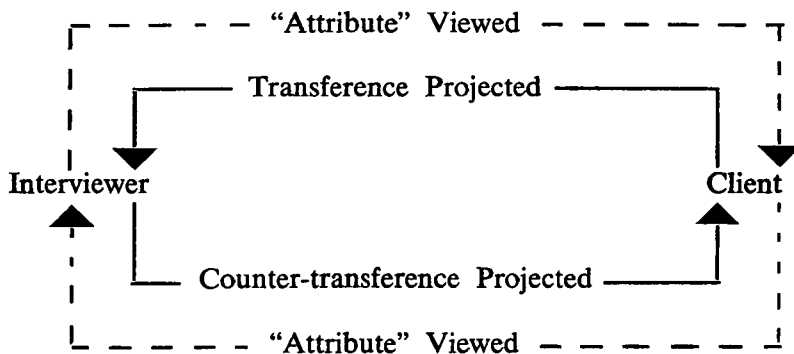 “Attribute” Viewed
Transference Projected
Interviewer
Client
Counter-transference Projected
“Attribute” Viewed